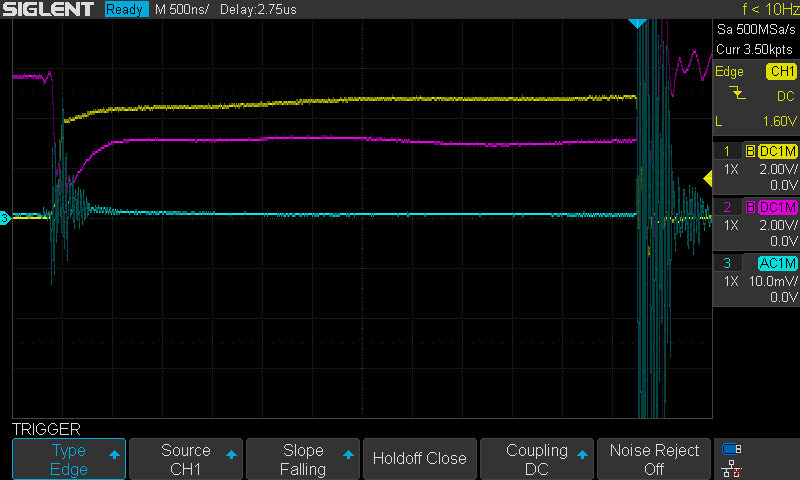 SIGLENT Ready M 500ns/ Delay:2.75us f < 10Hz
Sa 500MSa/s
Curr 3.50kpts
Edge CH1
DC
L 1.60V
1 B DC1M
1X 2.00V/
0.0V
2 B DC1M
1X 2.00V/
0.0V
3 AC1M
1X 10.0mV/
0.0V
3
TRIGGER
Type Edge
Source CH1
Slope Falling
Holdoff Close
Coupling DC
Noise Reject Off